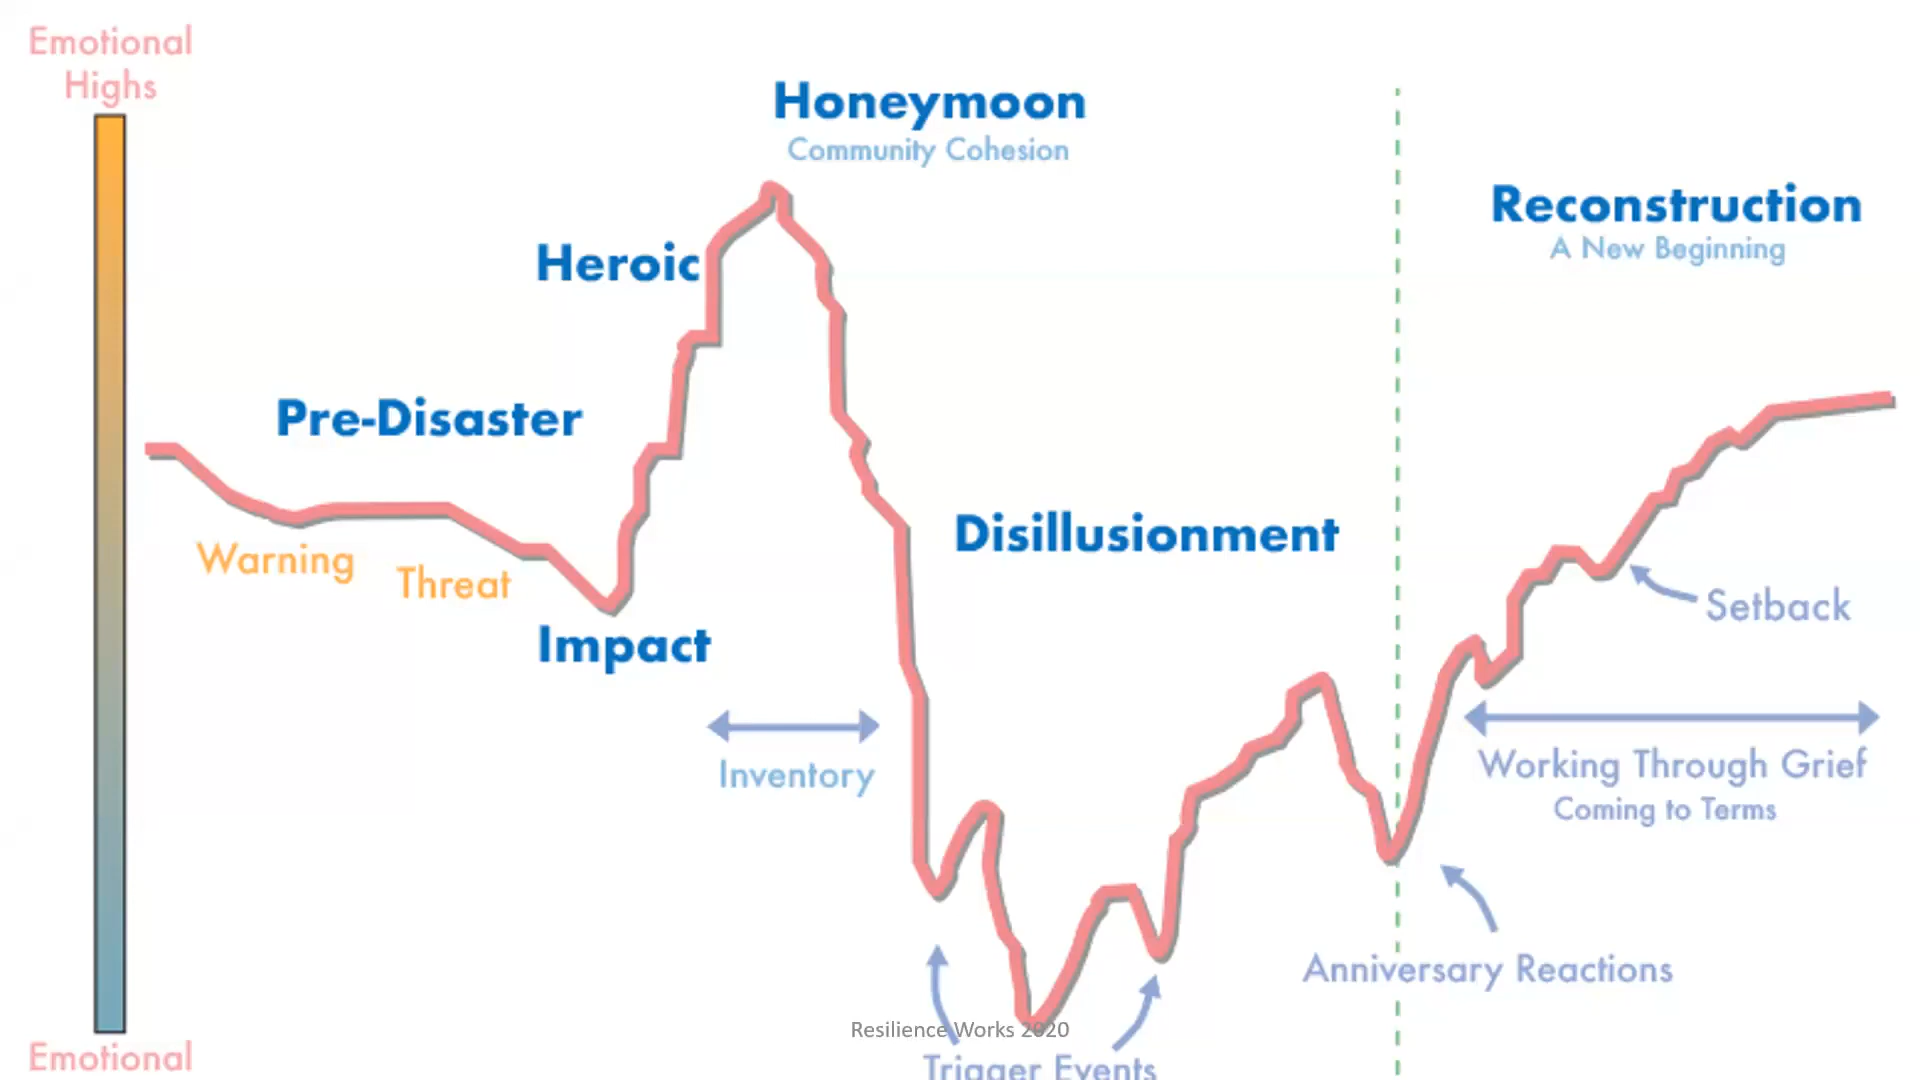 Emotional
Highs
Honeymoon
Community Cohesion
Reconstruction
A New Beginning
Heroic
Pre-Disaster
Warning
Threat
Impact
Disillusionment
Setback
Inventory
Working Through Grief
Coming to Terms
Anniversary Reactions
Resilience Works 2020
Emotional
Trigger Events